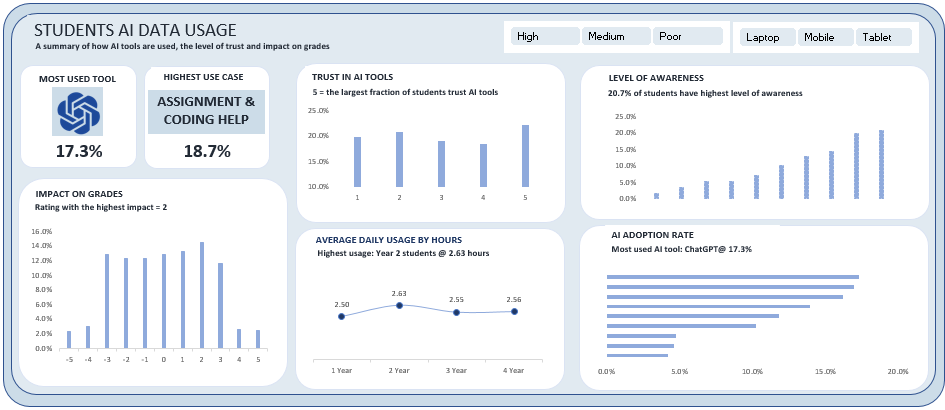 STUDENTS AI DATA USAGE
A summary of how AI tools are used, the level of trust and impact on grades
High Medium Poor
Laptop Mobile Tablet
MOST USED TOOL
17.3%
HIGHEST USE CASE
ASSIGNMENT &
CODING HELP
18.7%
TRUST IN AI TOOLS
5 = the largest fraction of students trust AI tools
25.0%
20.0%
15.0%
10.0%
1 2 3 4 5
LEVEL OF AWARENESS
20.7% of students have highest level of awareness
25.0%
20.0%
15.0%
10.0%
5.0%
0.0%
IMPACT ON GRADES
Rating with the highest impact = 2
16.0%
14.0%
12.0%
10.0%
8.0%
6.0%
4.0%
2.0%
0.0%
-5 -4 -3 -2 -1 0 1 2 3 4 5
AVERAGE DAILY USAGE BY HOURS
Highest usage: Year 2 students @ 2.63 hours
2.50 2.63 2.55 2.56
1 Year 2 Year 3 Year 4 Year
AI ADOPTION RATE
Most used AI tool: ChatGPT@ 17.3%
0.0% 5.0% 10.0% 15.0% 20.0%